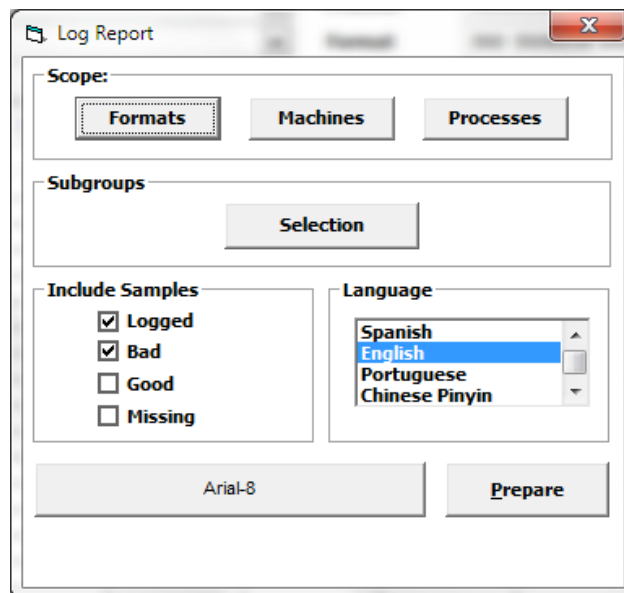 Log Report
Scope:
Formats Machines Processes
Subgroups
Selection
Include Samples
Logged
Bad
Good
Missing
Language
Spanish
English
Portuguese
Chinese Pinyin
Arial-8 Prepare